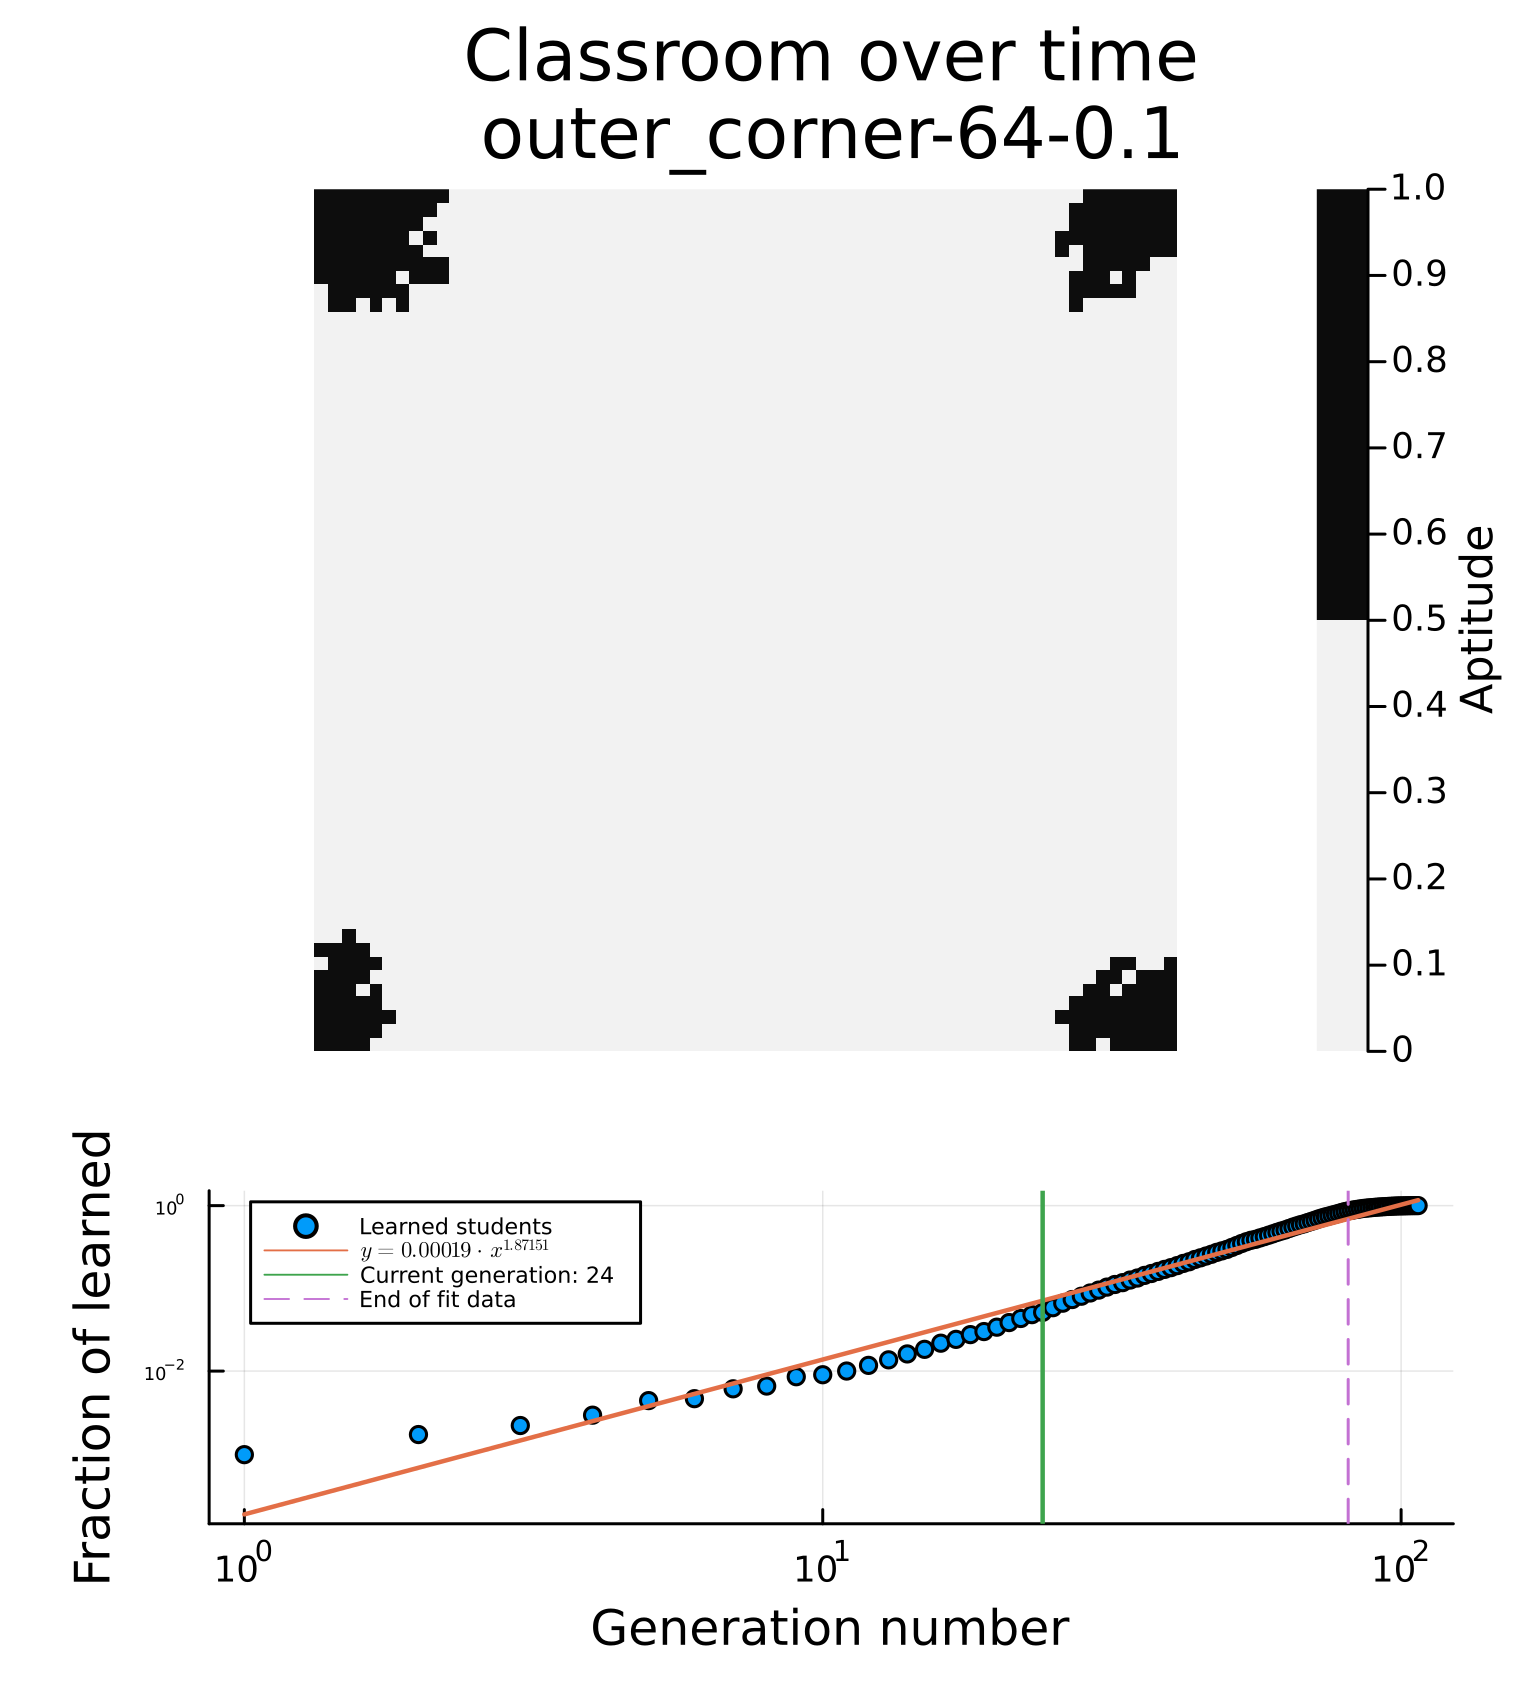 Classroom over time
outer_corner-64-0.1
1.0
0.9
0.8
0.7
0.6
0.5
0.4
0.3
0.2
0.1
0
Aptitude
Fraction of learned
10⁰
10⁻²
Learned students
y = 0.00019 · x^1.87151
Current generation: 24
End of fit data
10⁰
10¹
10²
Generation number